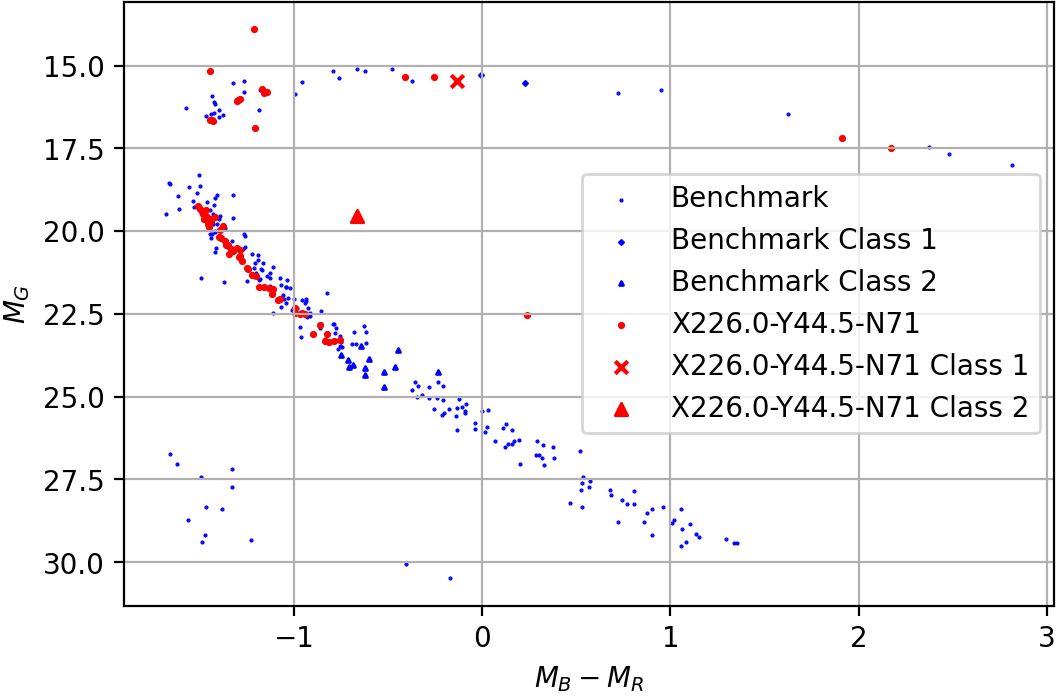 15.0
17.5
20.0
22.5
25.0
27.5
30.0
M_G
Benchmark
Benchmark Class 1
Benchmark Class 2
X226.0-Y44.5-N71
X226.0-Y44.5-N71 Class 1
X226.0-Y44.5-N71 Class 2
−1 0 1 2 3
M_B − M_R